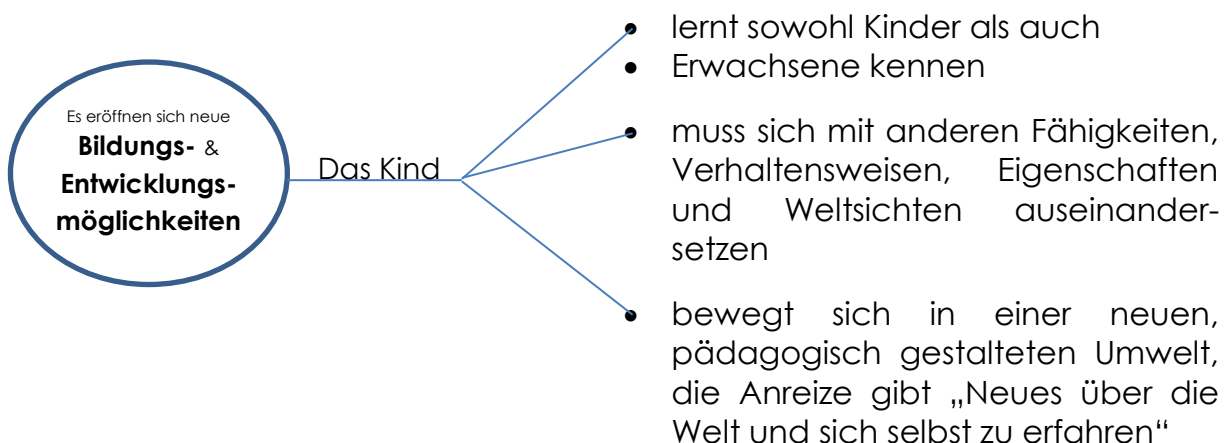 Es eröffnen sich neue
Bildungs- &
Entwicklungs-
möglichkeiten
Das Kind
• lernt sowohl Kinder als auch
• Erwachsene kennen
• muss sich mit anderen Fähigkeiten,
Verhaltensweisen, Eigenschaften
und Weltsichten auseinander-
setzen
• bewegt sich in einer neuen,
pädagogisch gestalteten Umwelt,
die Anreize gibt „Neues über die
Welt und sich selbst zu erfahren“